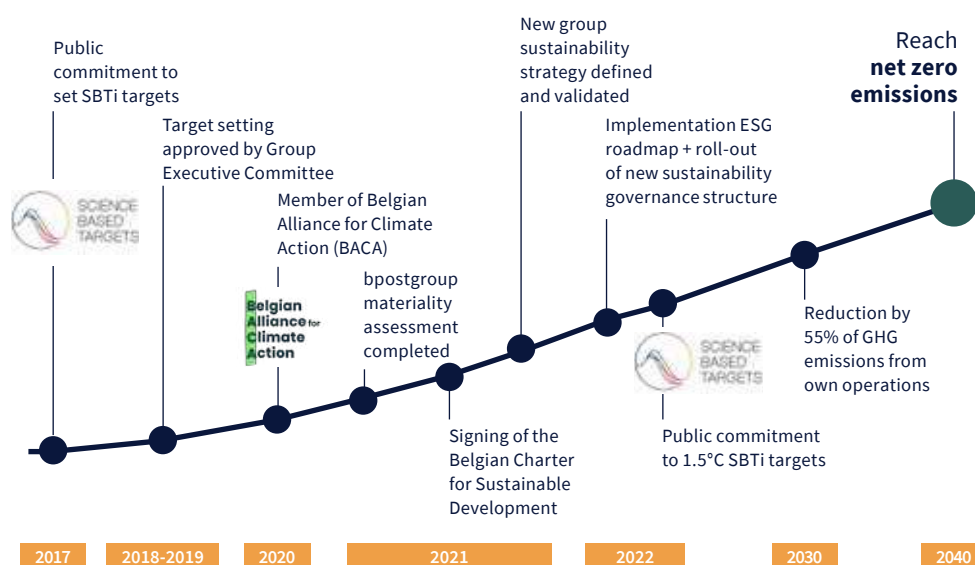 Public
commitment to
set SBTi targets
SCIENCE
BASED
TARGETS
Target setting
approved by Group
Executive Committee
Member of Belgian
Alliance for Climate
Action (BACA)
Belgian
Alliance for
Climate
Action
bpostgroup
materiality
assessment
completed
Signing of the
Belgian Charter
for Sustainable
Development
New group
sustainability
strategy defined
and validated
Implementation ESG
roadmap + roll-out
of new sustainability
governance structure
SCIENCE
BASED
TARGETS
Public commitment
to 1.5°C SBTi targets
Reduction by
55% of GHG
emissions from
own operations
Reach
net zero
emissions
2017
2018-2019
2020
2021
2022
2030
2040